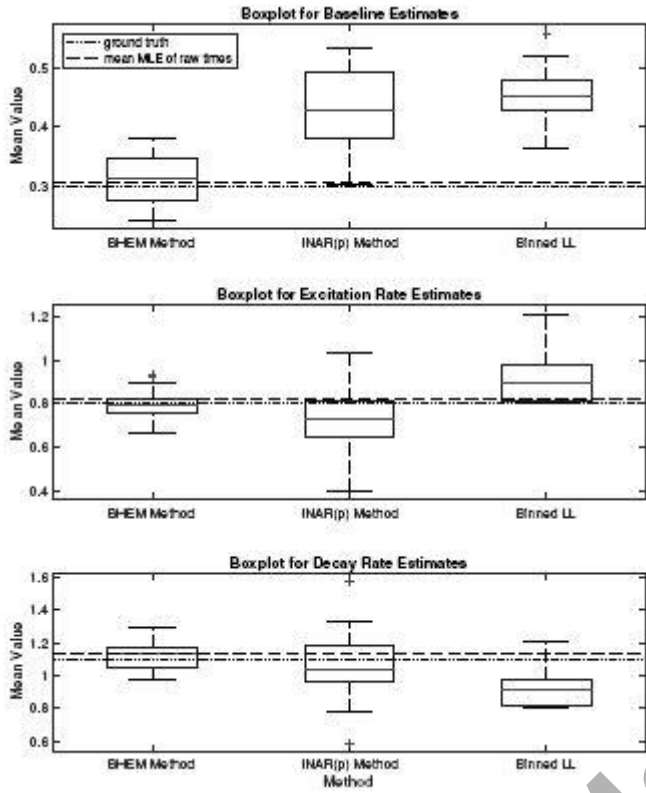 Boxplot for Baseline Estimates
ground truth
mean MLE of raw times
Mean Value
0.5
0.4
0.3
BHEM Method INAR(p) Method Binned LL
Boxplot for Excitation Rate Estimates
Mean Value
1.2
1
0.8
0.6
0.4
BHEM Method INAR(p) Method Binned LL
Boxplot for Decay Rate Estimates
Mean Value
1.6
1.4
1.2
1
0.8
0.6
BHEM Method INAR(p) Method Binned LL
Method